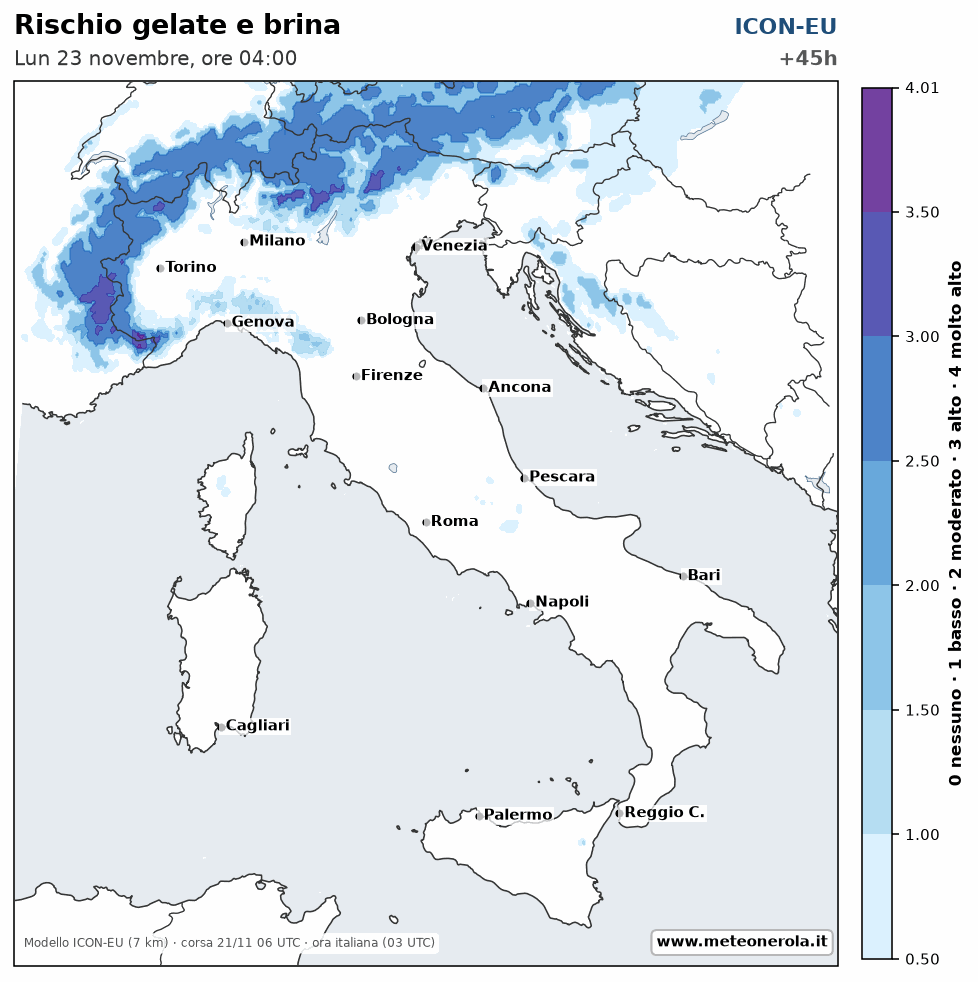 Rischio gelate e brina
ICON-EU
Lun 23 novembre, ore 04:00
+45h
4.01
3.50
3.00
2.50
2.00
1.50
1.00
0.50
0 nessuno · 1 basso · 2 moderato · 3 alto · 4 molto alto
Milano
Venezia
Torino
Genova
Bologna
Firenze
Ancona
Pescara
Roma
Bari
Napoli
Cagliari
Palermo
Reggio C.
Modello ICON-EU (7 km) · corsa 21/11 06 UTC · ora italiana (03 UTC)
www.meteonerola.it